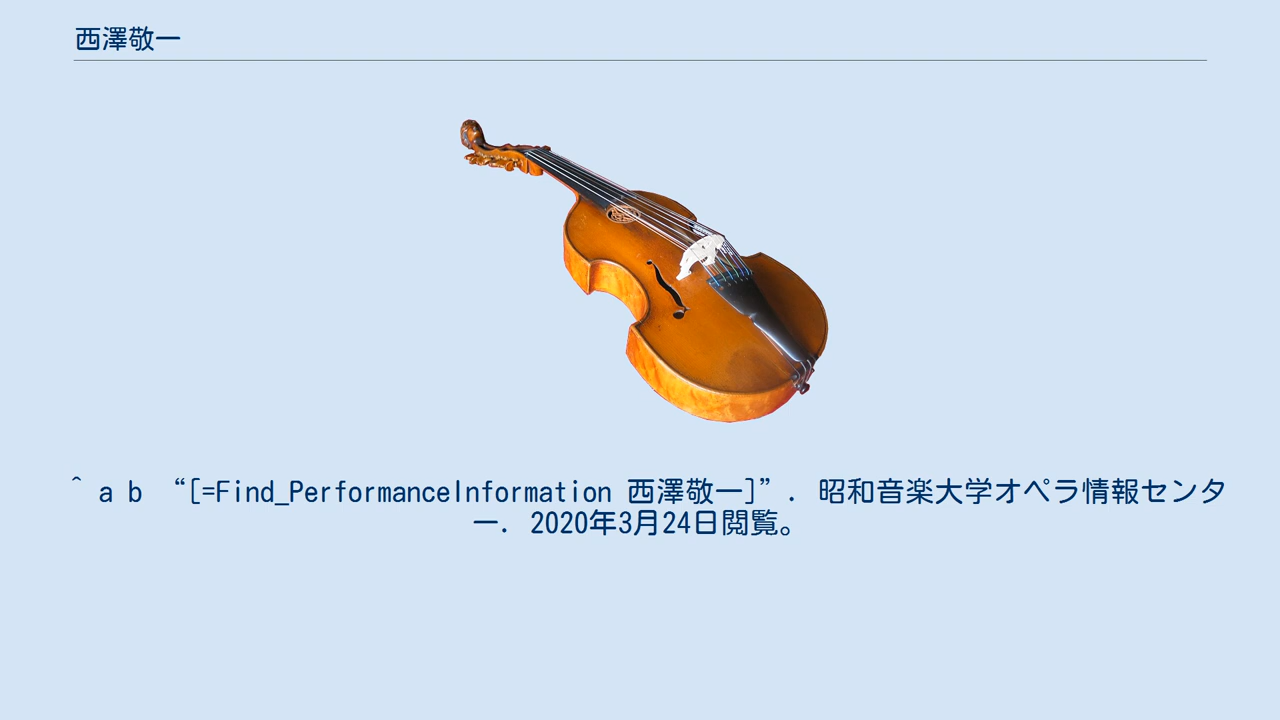 西澤敬一
^ a b “[=Find_PerformanceInformation 西澤敬一]”. 昭和音楽大学オペラ情報センタ
ー. 2020年3月24日閲覧。